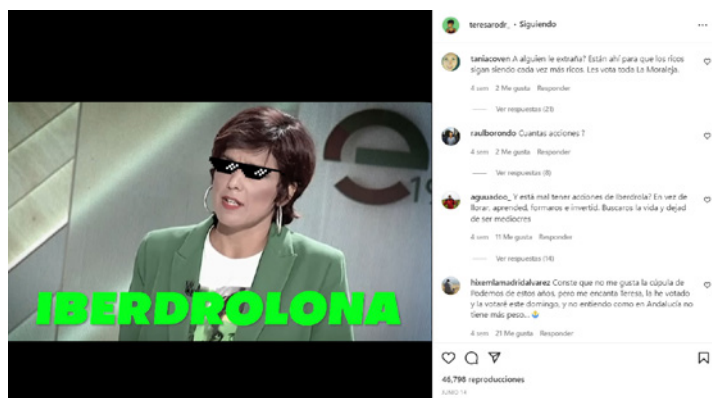 IBERDROLONA
19
teresarodr_ • Siguiendo
taniacoven A alguien le extraña? Están ahí para que los ricos
sigan siendo cada vez más ricos. Les vota toda La Moraleja.
4 sem 2 Me gusta Responder
Ver respuestas (23)
raulborondo Cuantas acciones ?
4 sem 2 Me gusta Responder
Ver respuestas (8)
aguuadoo_ Y está mal tener acciones de Iberdrola? En vez de
llorar, aprended, formaros e invertid. Buscaros la vida y dejad
de ser mediocres
4 sem 11 Me gusta Responder
Ver respuestas (14)
hixemlamadridalvarez Conste que no me gusta la cúpula de
Podemos de estos años, pero me encanta Teresa, la he votado
y la votaré este domingo, y no entiendo como en Andalucía no
tiene más peso...
4 sem 21 Me gusta Responder
46,798 reproducciones
JUNIO 14